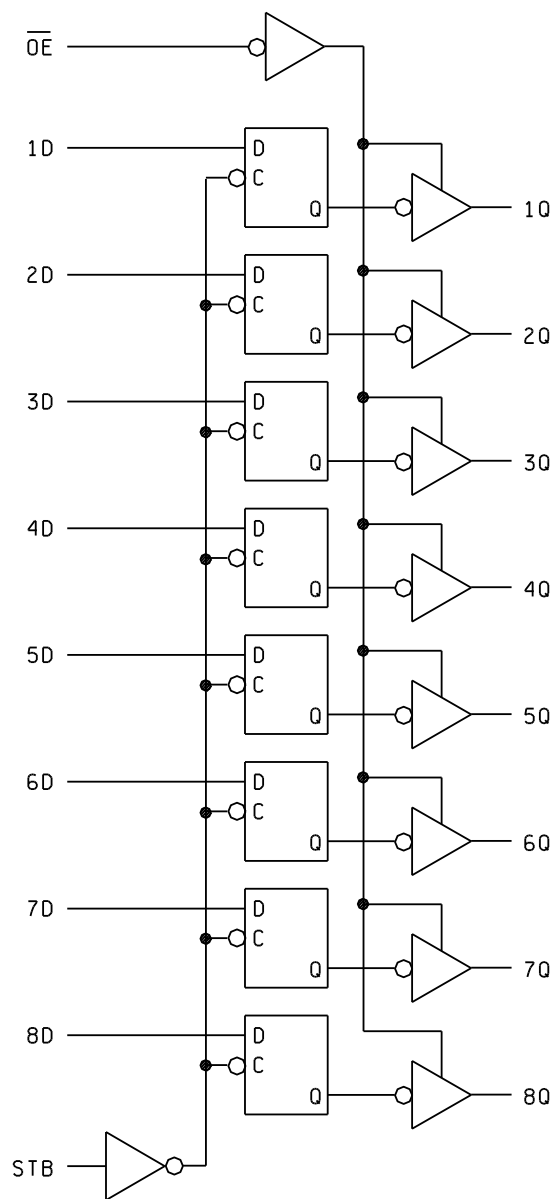 OE
1D D
C
Q 1Q
2D D
C
Q 2Q
3D D
C
Q 3Q
4D D
C
Q 4Q
5D D
C
Q 5Q
6D D
C
Q 6Q
7D D
C
Q 7Q
8D D
C
Q 8Q
STB